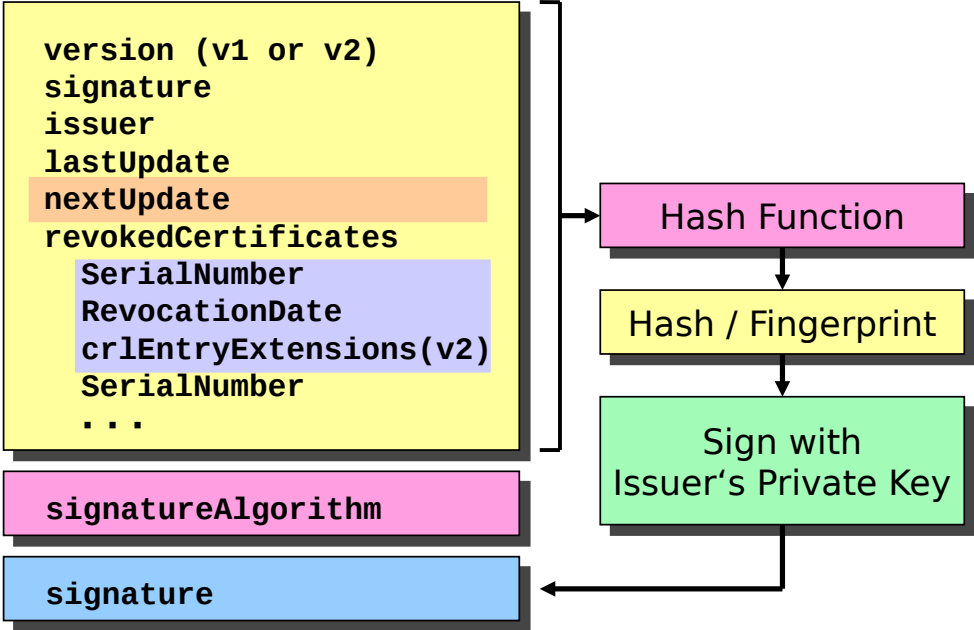 version (v1 or v2)
signature
issuer
lastUpdate
nextUpdate
revokedCertificates
SerialNumber
RevocationDate
crlEntryExtensions(v2)
SerialNumber
...
signatureAlgorithm
signature
Hash Function
Hash / Fingerprint
Sign with
Issuer‘s Private Key